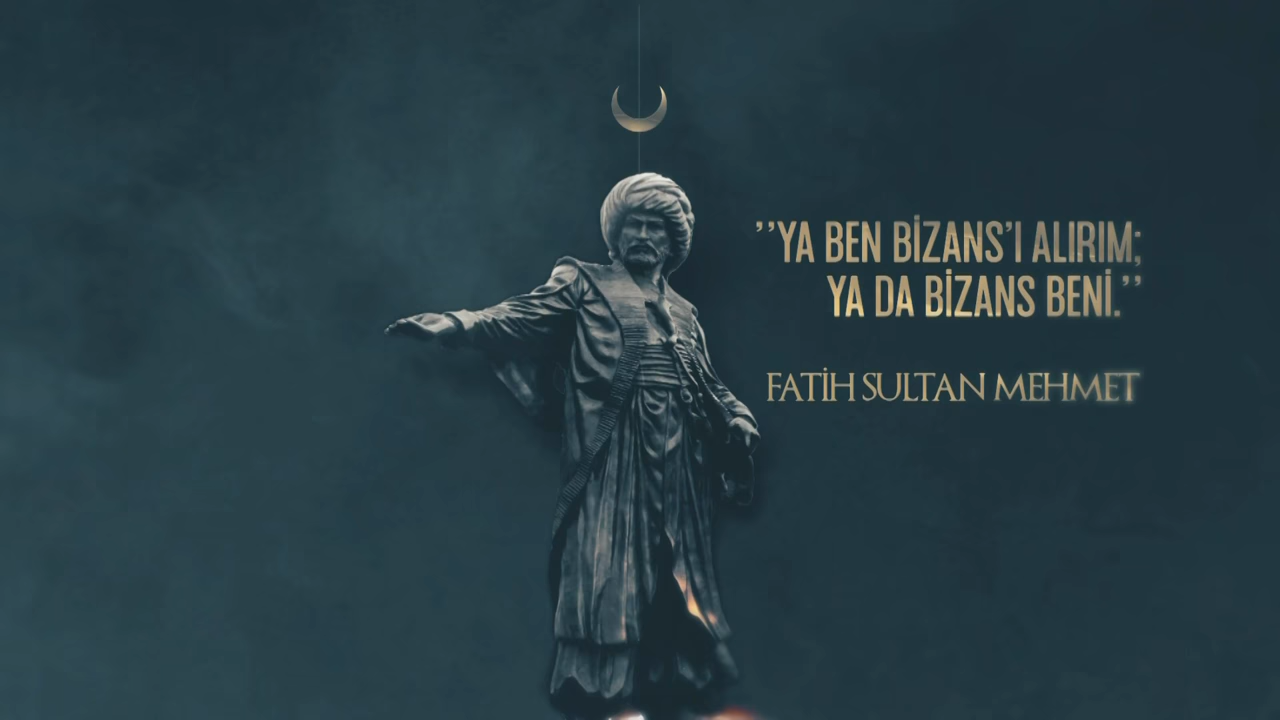 ’’YA BEN BİZANS’I ALIRIM;
YA DA BİZANS BENİ.’’
FATİH SULTAN MEHMET